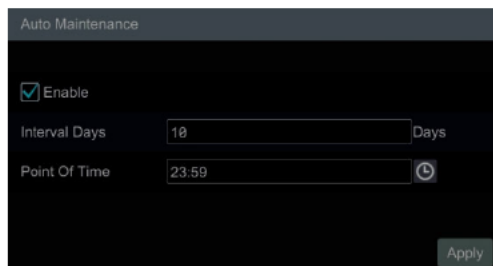 Auto Maintenance
Enable
Interval Days 10 Days
Point Of Time 23:59
Apply